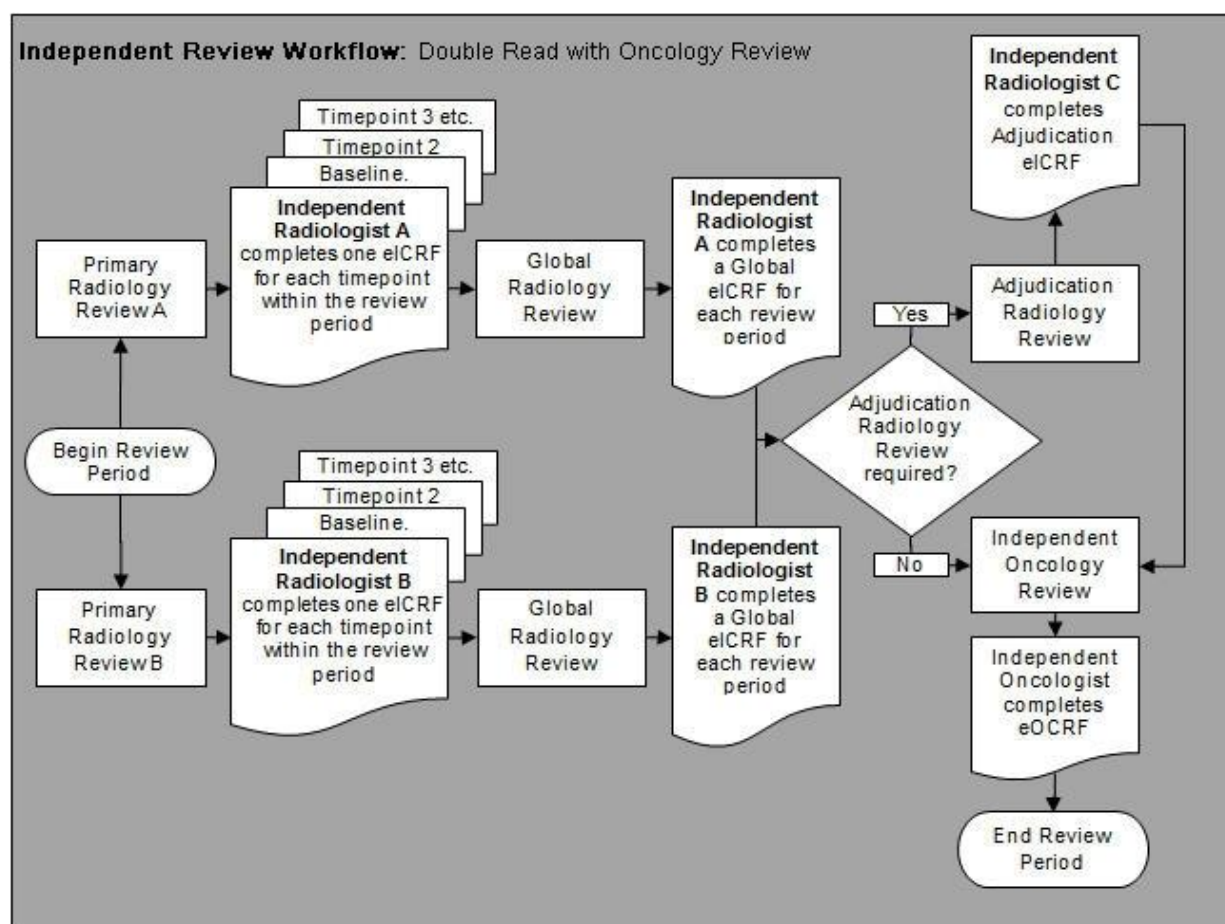 Independent Review Workflow: Double Read with Oncology Review
Timepoint 3 etc.
Timepoint 2
Baseline.
Independent
Radiologist A
completes one eICRF
for each timepoint
within the review
period
Primary
Radiology
Review A
Global
Radiology
Review
Independent
Radiologist
A completes
a Global
eICRF for
each review
period
Begin Review
Period
Timepoint 3 etc.
Timepoint 2
Baseline.
Independent
Radiologist B
completes one eICRF
for each timepoint
within the review
period
Primary
Radiology
Review B
Global
Radiology
Review
Independent
Radiologist
B completes
a Global
eICRF for
each review
period
Adjudication
Radiology
Review
required?
Yes
Adjudication
Radiology
Review
Independent
Radiologist C
completes
Adjudication
eICRF
No
Independent
Oncology
Review
Independent
Oncologist
completes
eOCRF
End Review
Period